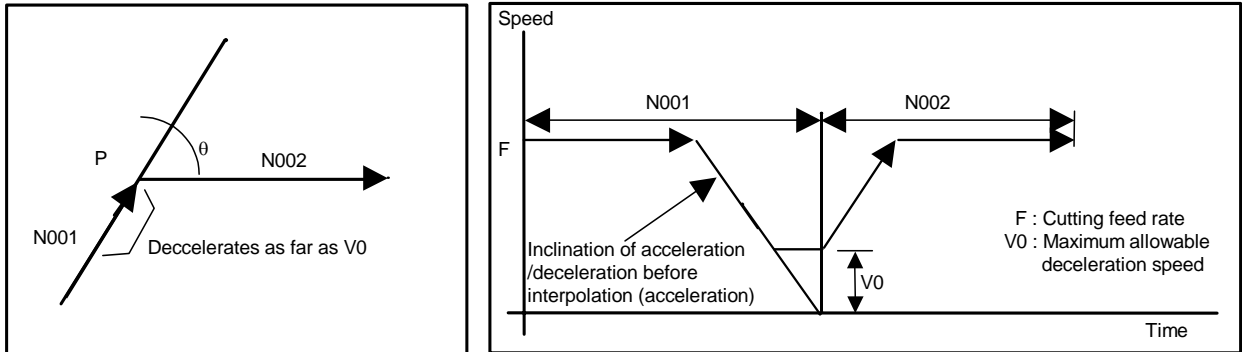 P
θ
N002
N001
Deccelerates as far as V0
Speed
N001
N002
F
Inclination of acceleration
/deceleration before
interpolation (acceleration)
V0
F : Cutting feed rate
V0 : Maximum allowable
deceleration speed
Time